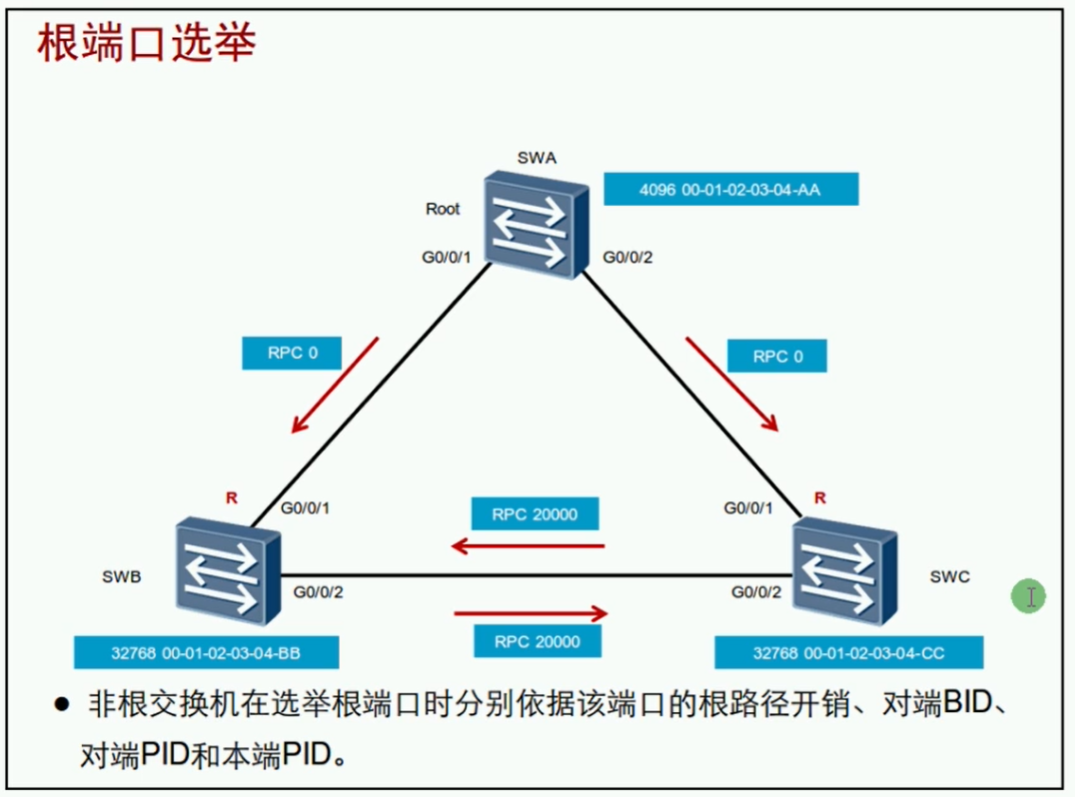 根端口选举
SWA
4096 00-01-02-03-04-AA
Root
G0/0/1
G0/0/2
RPC 0
RPC 0
R
G0/0/1
RPC 20000
G0/0/1
R
SWB
G0/0/2
G0/0/2
SWC
RPC 20000
32768 00-01-02-03-04-BB
32768 00-01-02-03-04-CC
● 非根交换机在选举根端口时分别依据该端口的根路径开销、对端BID、
对端PID和本端PID。